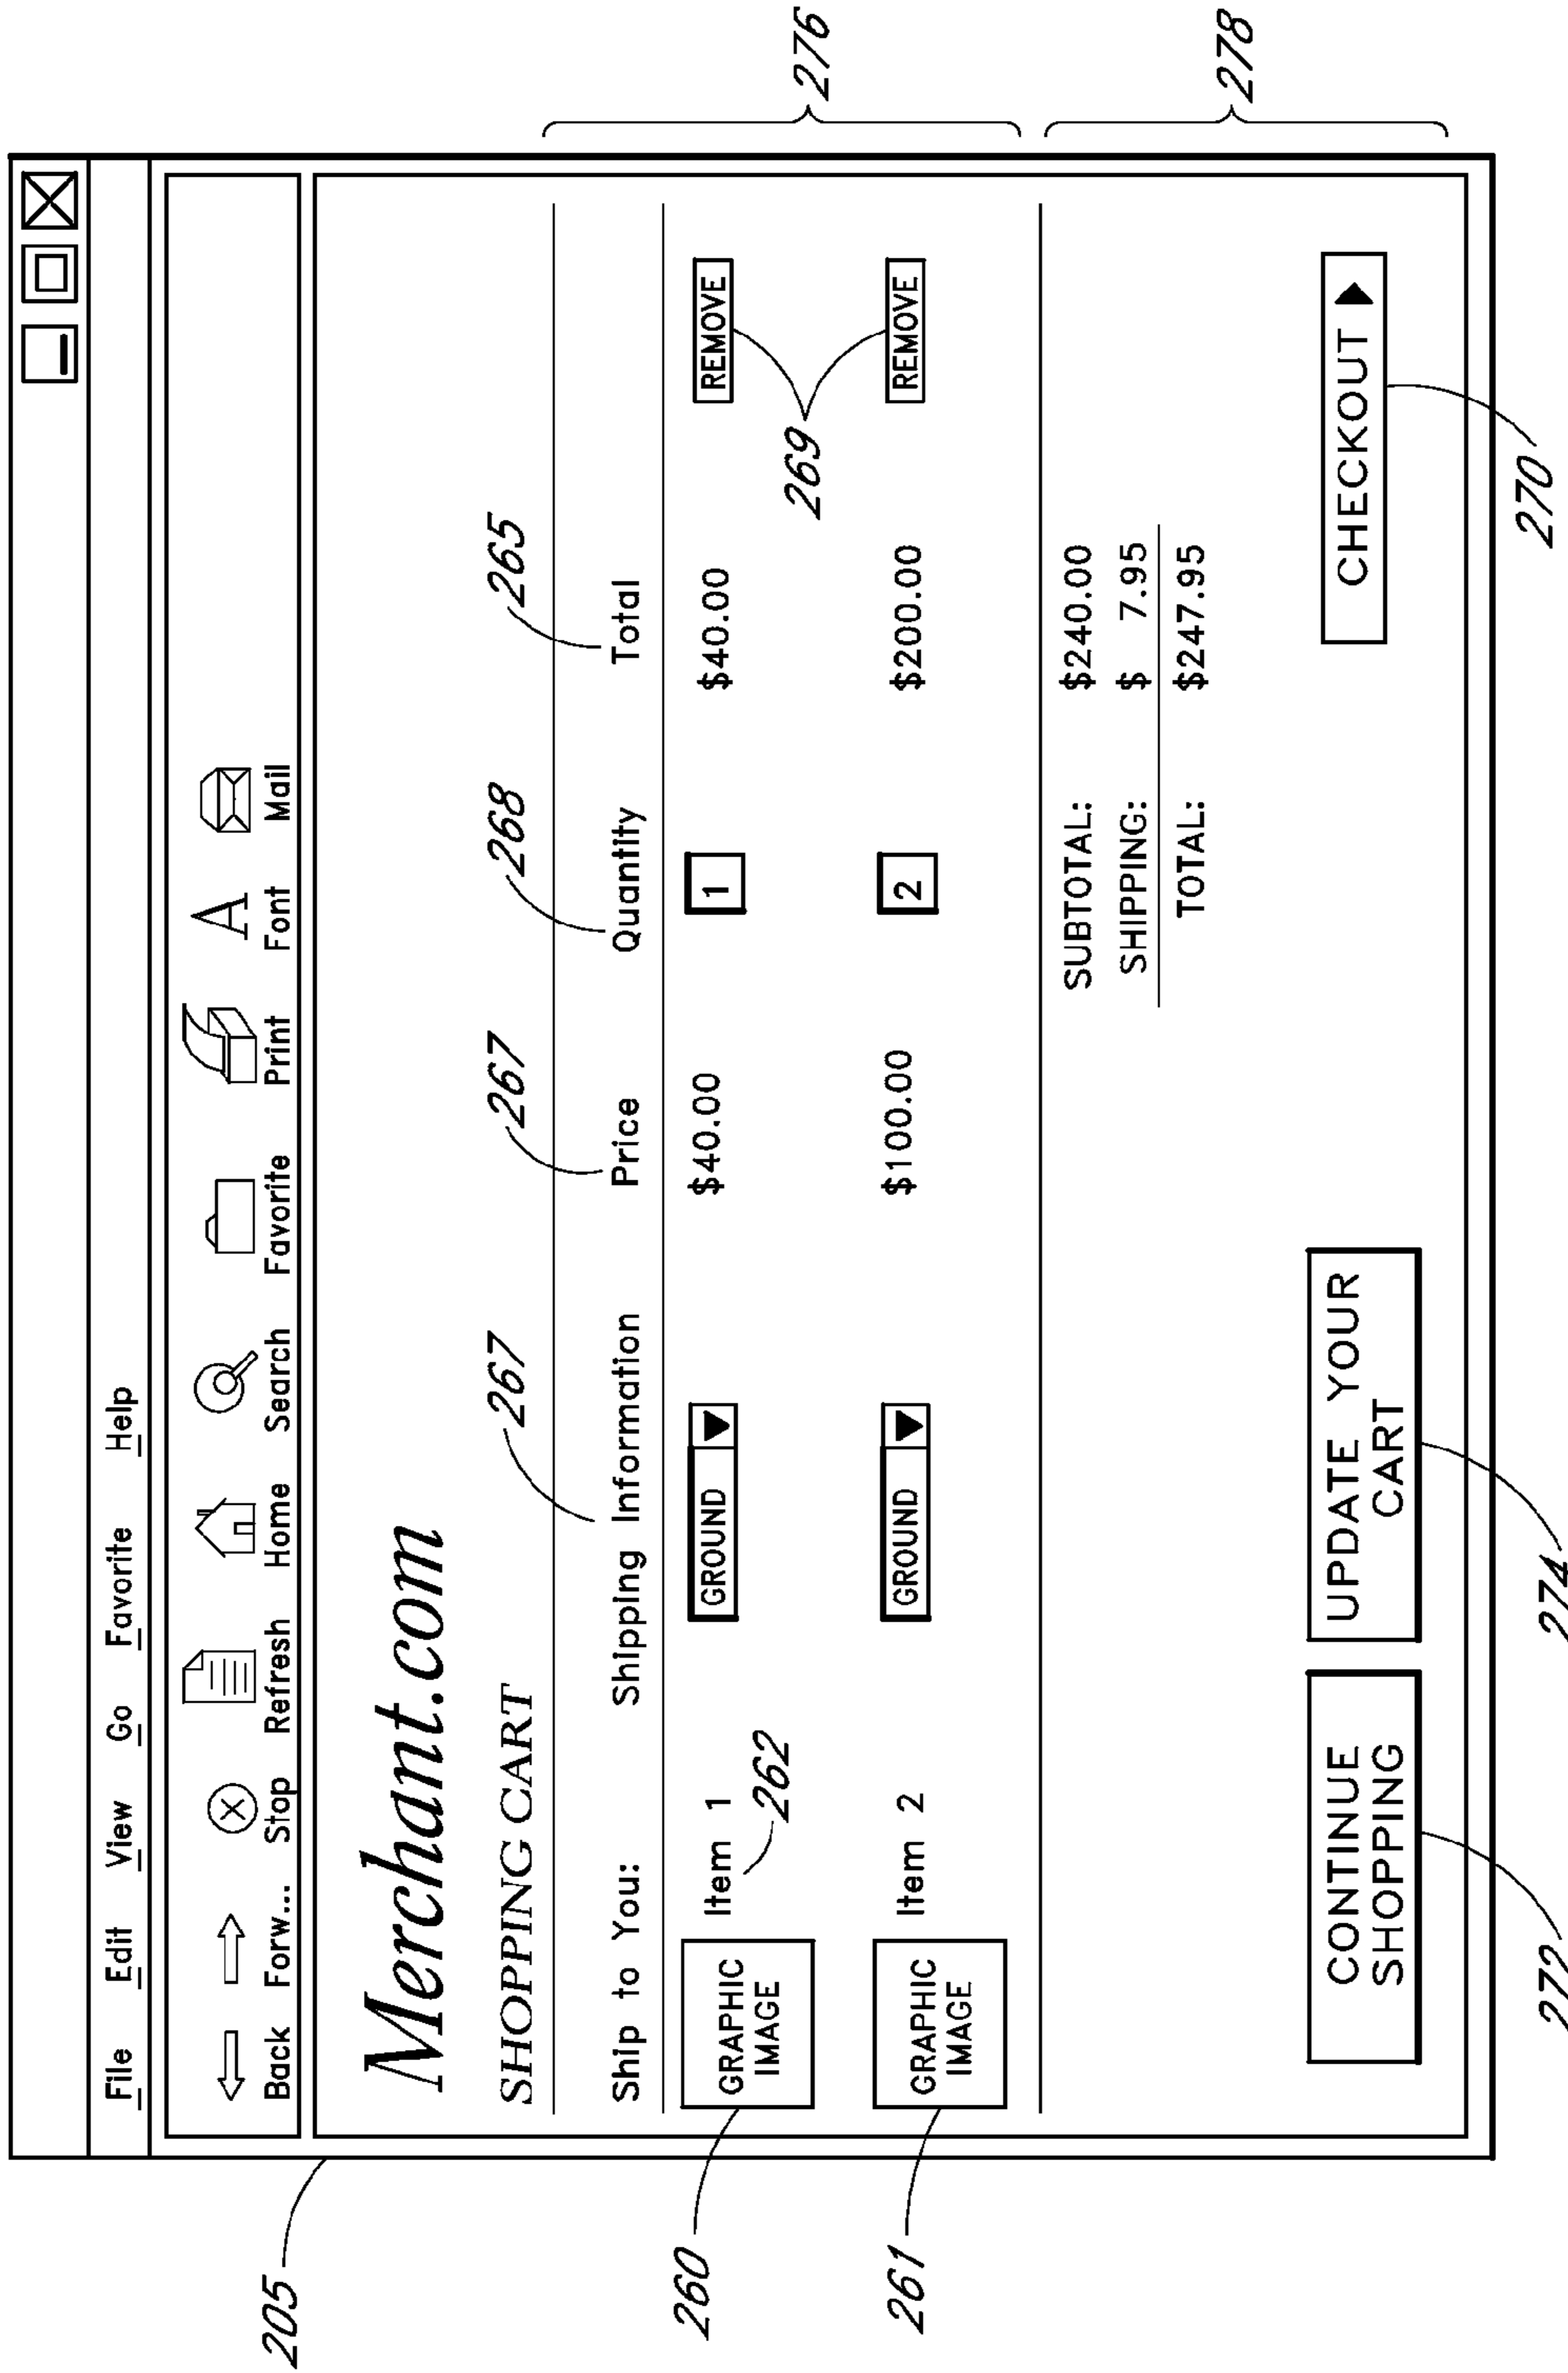 File Edit View Go Favorite Help
Back Forw... Stop Refresh Home Search Favorite Print Font Mail
205
Merchant.com
SHOPPING CART
267 267 268 265
Ship to You: Shipping Information Price Quantity Total
260 GRAPHIC IMAGE Item 1 GROUND $40.00 1 $40.00 REMOVE
262
269
276
261 GRAPHIC IMAGE Item 2 GROUND $100.00 2 $200.00 REMOVE
SUBTOTAL: $240.00
SHIPPING: $ 7.95
TOTAL: $247.95
278
CONTINUE SHOPPING
UPDATE YOUR CART
CHECKOUT
272 274 270